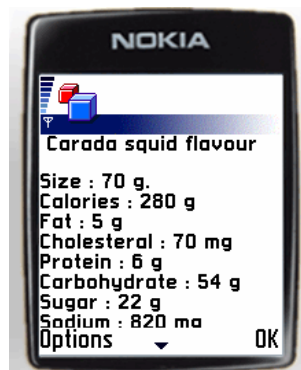 NOKIA
Carada squid flavour
Size : 70 g.
Calories : 280 g
Fat : 5 g
Cholesteral : 70 mg
Protein : 6 g
Carbohydrate : 54 g
Sugar : 22 g
Sodium : 820 mg
Options
OK